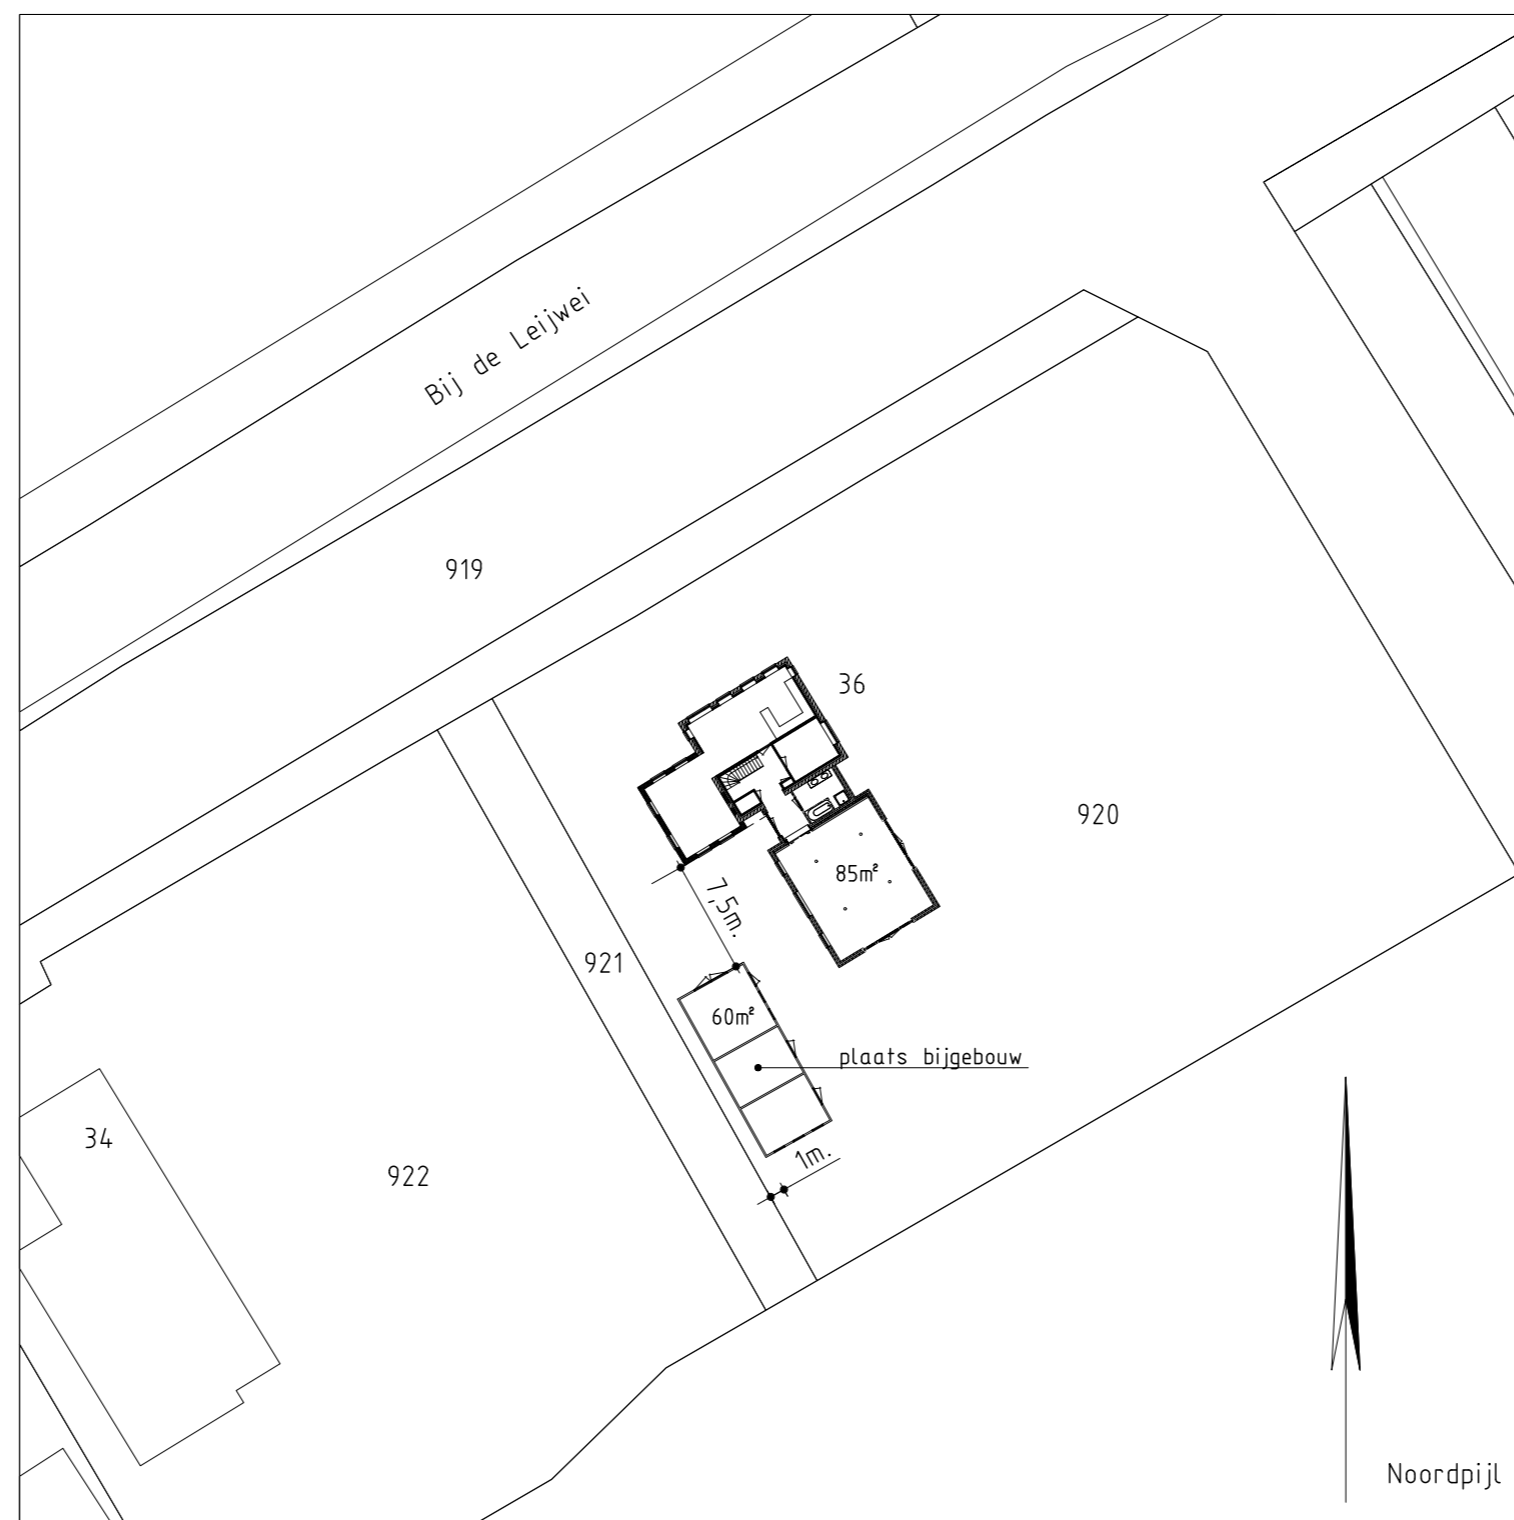 Bij de Leijwei
919
36
920
85m²
7,5m.
921
60m²
plaats bijgebouw
34
1m.
922
Noordpijl